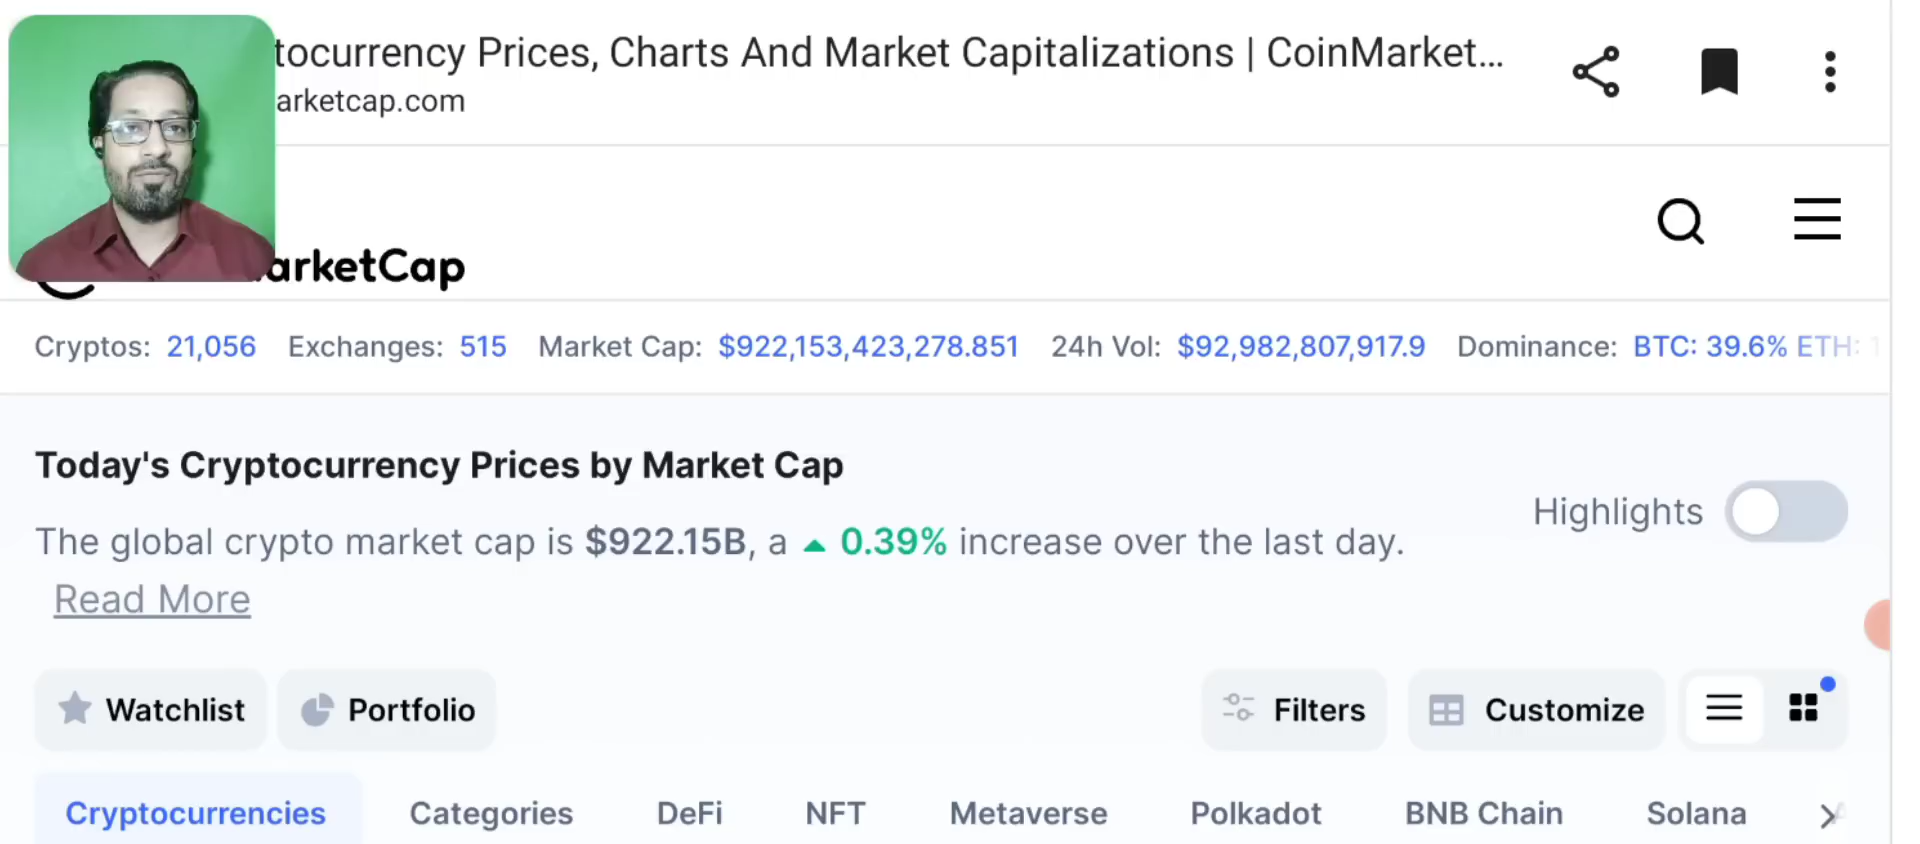 tocurrency Prices, Charts And Market Capitalizations | CoinMarket...
arketcap.com
arketCap
Cryptos: 21,056 Exchanges: 515 Market Cap: $922,153,423,278.851 24h Vol: $92,982,807,917.9 Dominance: BTC: 39.6% ETH: 1
Today's Cryptocurrency Prices by Market Cap
Highlights
The global crypto market cap is $922.15B, a ▲ 0.39% increase over the last day.
Read More
Watchlist Portfolio Filters Customize
Cryptocurrencies Categories DeFi NFT Metaverse Polkadot BNB Chain Solana